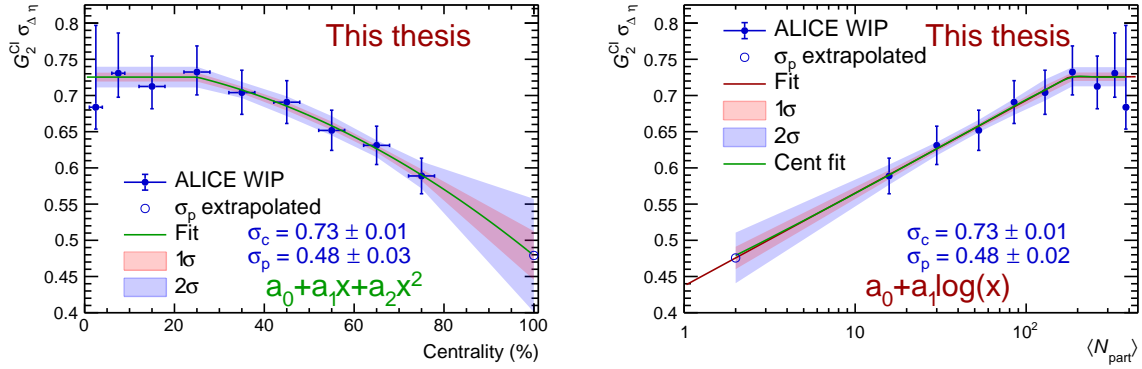 G₂^CI σ_Δη
0.8
0.75
0.7
0.65
0.6
0.55
0.5
0.45
0.4
This thesis
ALICE WIP
σₚ extrapolated
Fit
1σ
2σ
σ_c = 0.73 ± 0.01
σₚ = 0.48 ± 0.03
a₀+a₁x+a₂x²
0 20 40 60 80 100
Centrality (%)
G₂^CI σ_Δη
0.8
0.75
0.7
0.65
0.6
0.55
0.5
0.45
0.4
This thesis
ALICE WIP
σₚ extrapolated
Fit
1σ
2σ
Cent fit
σ_c = 0.73 ± 0.01
σₚ = 0.48 ± 0.02
a₀+a₁log(x)
1 10 10²
⟨N_part⟩